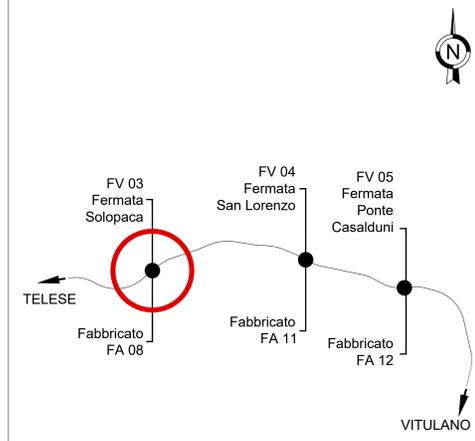 N
FV 03
Fermata
Solopaca
FV 04
Fermata
San Lorenzo
FV 05
Fermata
Ponte
Casalduni
TELESE
Fabbricato
FA 08
Fabbricato
FA 11
Fabbricato
FA 12
VITULANO